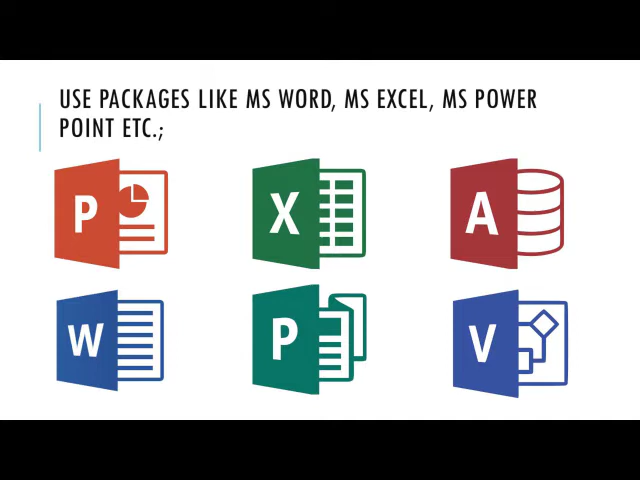 USE PACKAGES LIKE MS WORD, MS EXCEL, MS POWER
POINT ETC.;
P X A
W P V